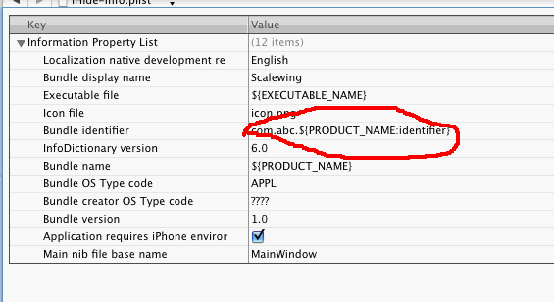 i-hide-Info.plist
Key Value
Information Property List (12 items)
Localization native development re English
Bundle display name Scalewing
Executable file ${EXECUTABLE_NAME}
Icon file icon.png
Bundle identifier com.abc.${PRODUCT_NAME:identifier}
InfoDictionary version 6.0
Bundle name ${PRODUCT_NAME}
Bundle OS Type code APPL
Bundle creator OS Type code ????
Bundle version 1.0
Application requires iPhone enviror
Main nib file base name MainWindow